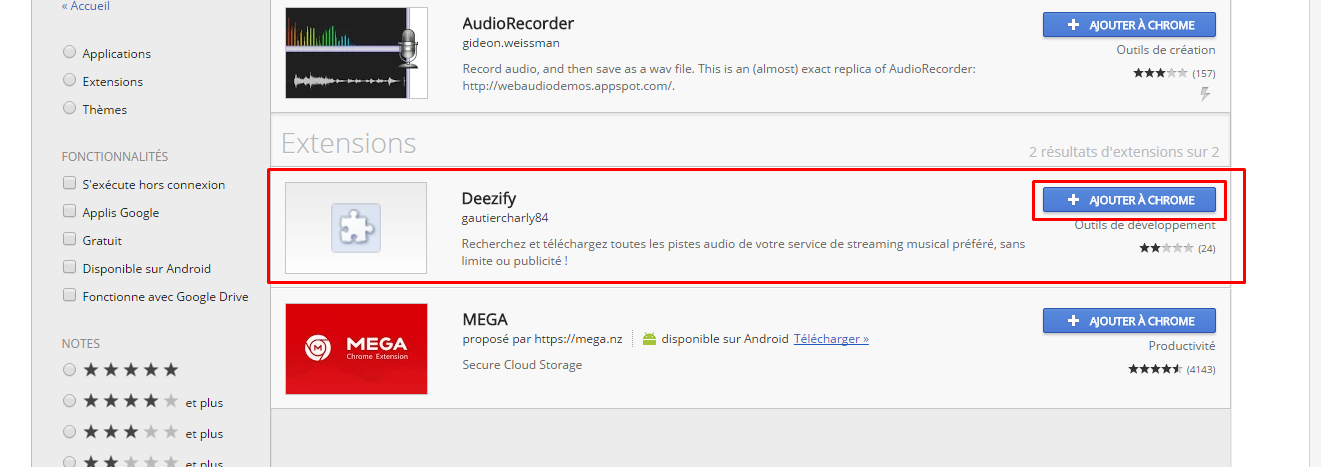 « Accueil
Applications
Extensions
Thèmes
FONCTIONNALITÉS
S'exécute hors connexion
Applis Google
Gratuit
Disponible sur Android
Fonctionne avec Google Drive
NOTES
et plus
et plus
et plus
AudioRecorder
gideon.weissman
Record audio, and then save as a wav file. This is an (almost) exact replica of AudioRecorder:
http://webaudiodemos.appspot.com/.
AJOUTER À CHROME
Outils de création
(157)
Extensions
2 résultats d'extensions sur 2
Deezify
gautiercharly84
Recherchez et téléchargez toutes les pistes audio de votre service de streaming musical préféré, sans
limite ou publicité !
AJOUTER À CHROME
Outils de développement
(24)
MEGA
Chrome Extension
MEGA
proposé par https://mega.nz disponible sur Android Télécharger »
Secure Cloud Storage
AJOUTER À CHROME
Productivité
(4143)